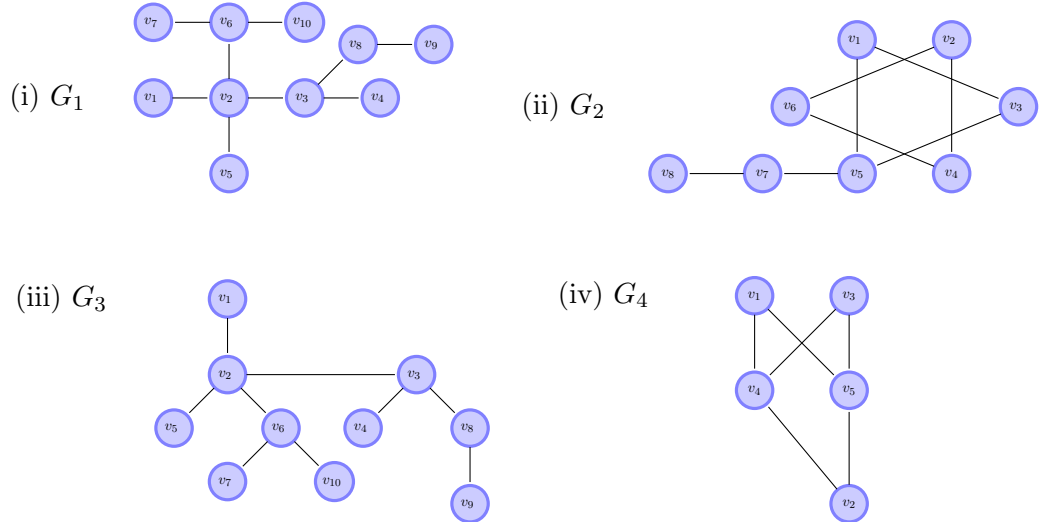 (i) G₁
v₇ v₆ v₁₀
v₈ v₉
v₁ v₂ v₃ v₄
v₅
(ii) G₂
v₁ v₂
v₆ v₃
v₈ v₇ v₅ v₄
(iii) G₃
v₁
v₂ v₃
v₅ v₆ v₄ v₈
v₇ v₁₀
v₉
(iv) G₄
v₁ v₃
v₄ v₅
v₂